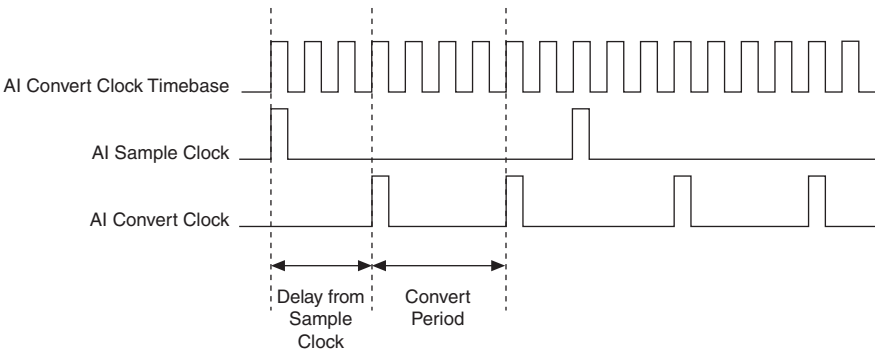 AI Convert Clock Timebase
AI Sample Clock
AI Convert Clock
Delay from
Sample
Clock
Convert
Period